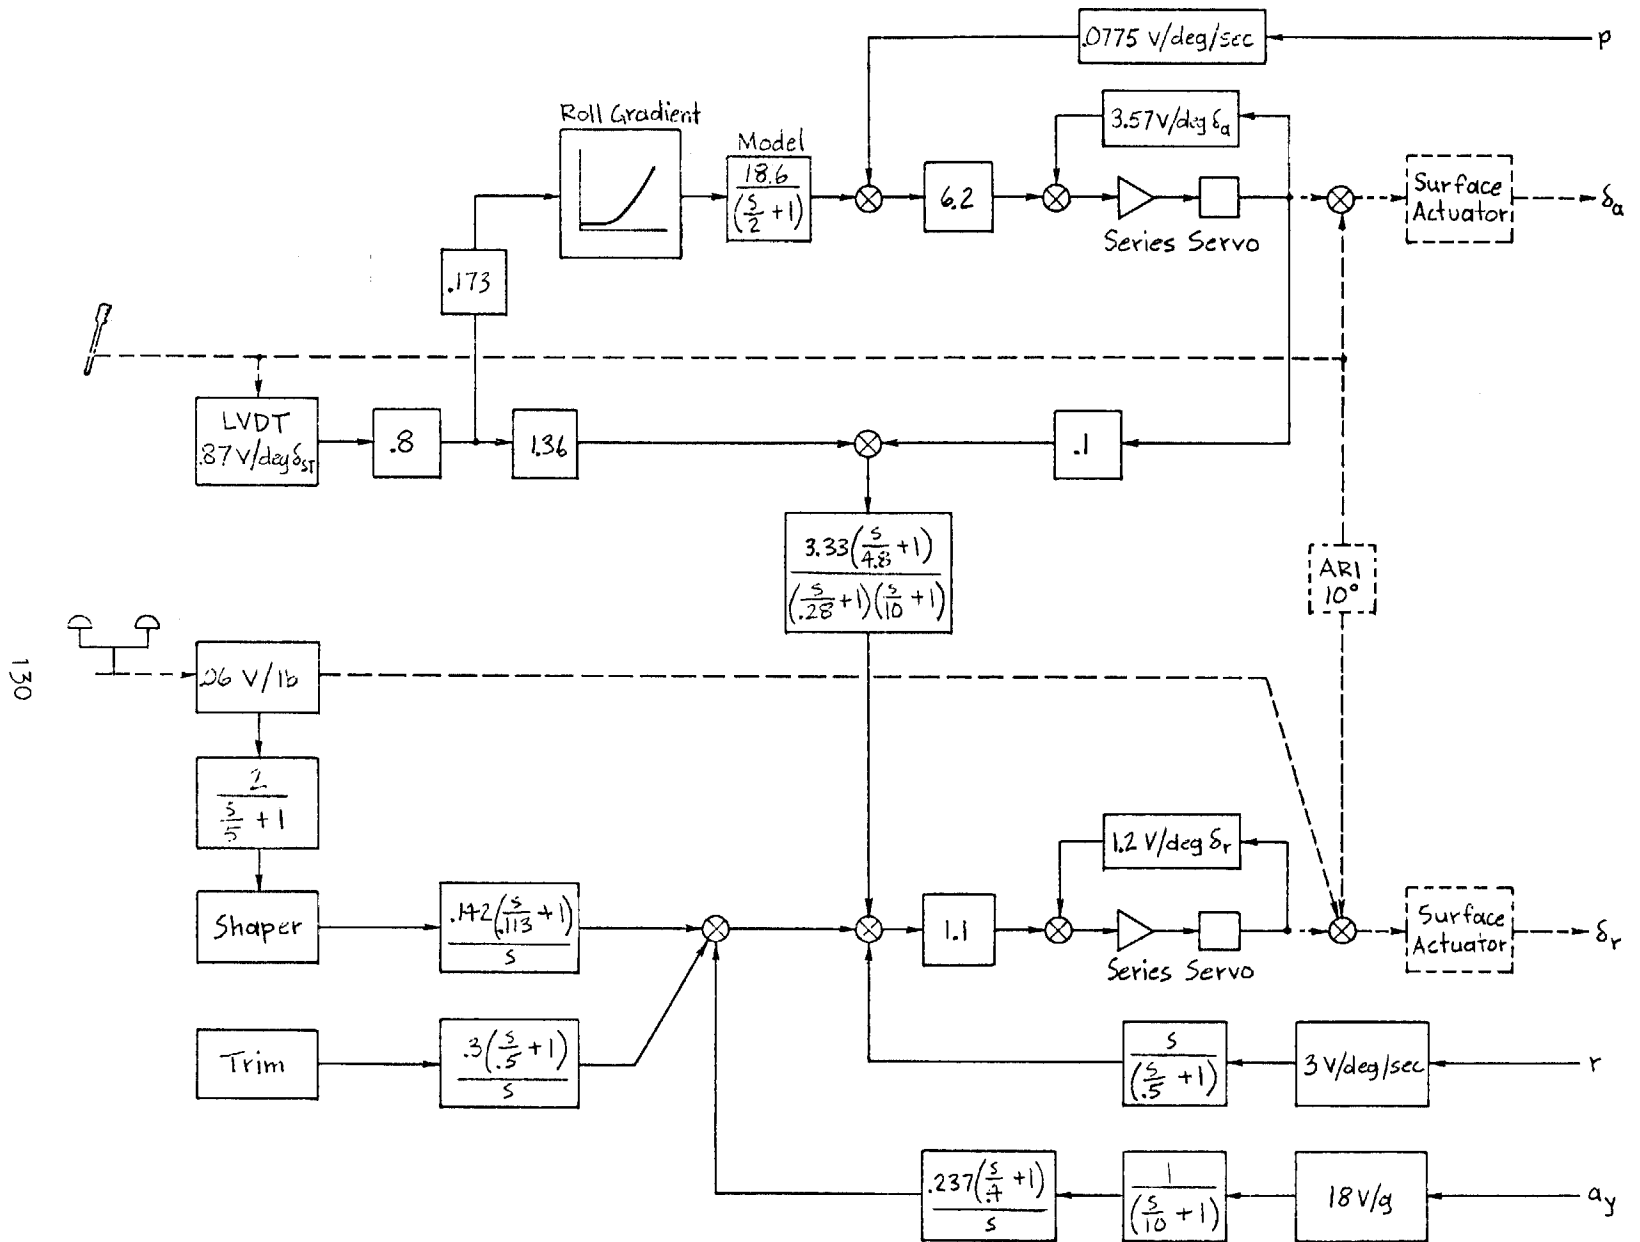 .0775 V/deg/sec
p
Roll Gradient
3.57 V/deg δa
Model
18.6
(s/2 + 1)
6.2
Surface
Actuator
δa
Series Servo
.173
LVDT
.87 V/deg δST
.8
1.36
.1
3.33(s/4.8 + 1)
(s/.28 + 1)(s/10 + 1)
ARI
10°
130
.06 V/lb
2
s/5 + 1
1.2 V/deg δr
Shaper
.142(s/.113 + 1)
s
1.1
Surface
Actuator
δr
Series Servo
Trim
.3(s/.5 + 1)
s
s
(s/.5 + 1)
3 V/deg/sec
r
.237(s/.7 + 1)
s
1
(s/10 + 1)
18 V/g
ay